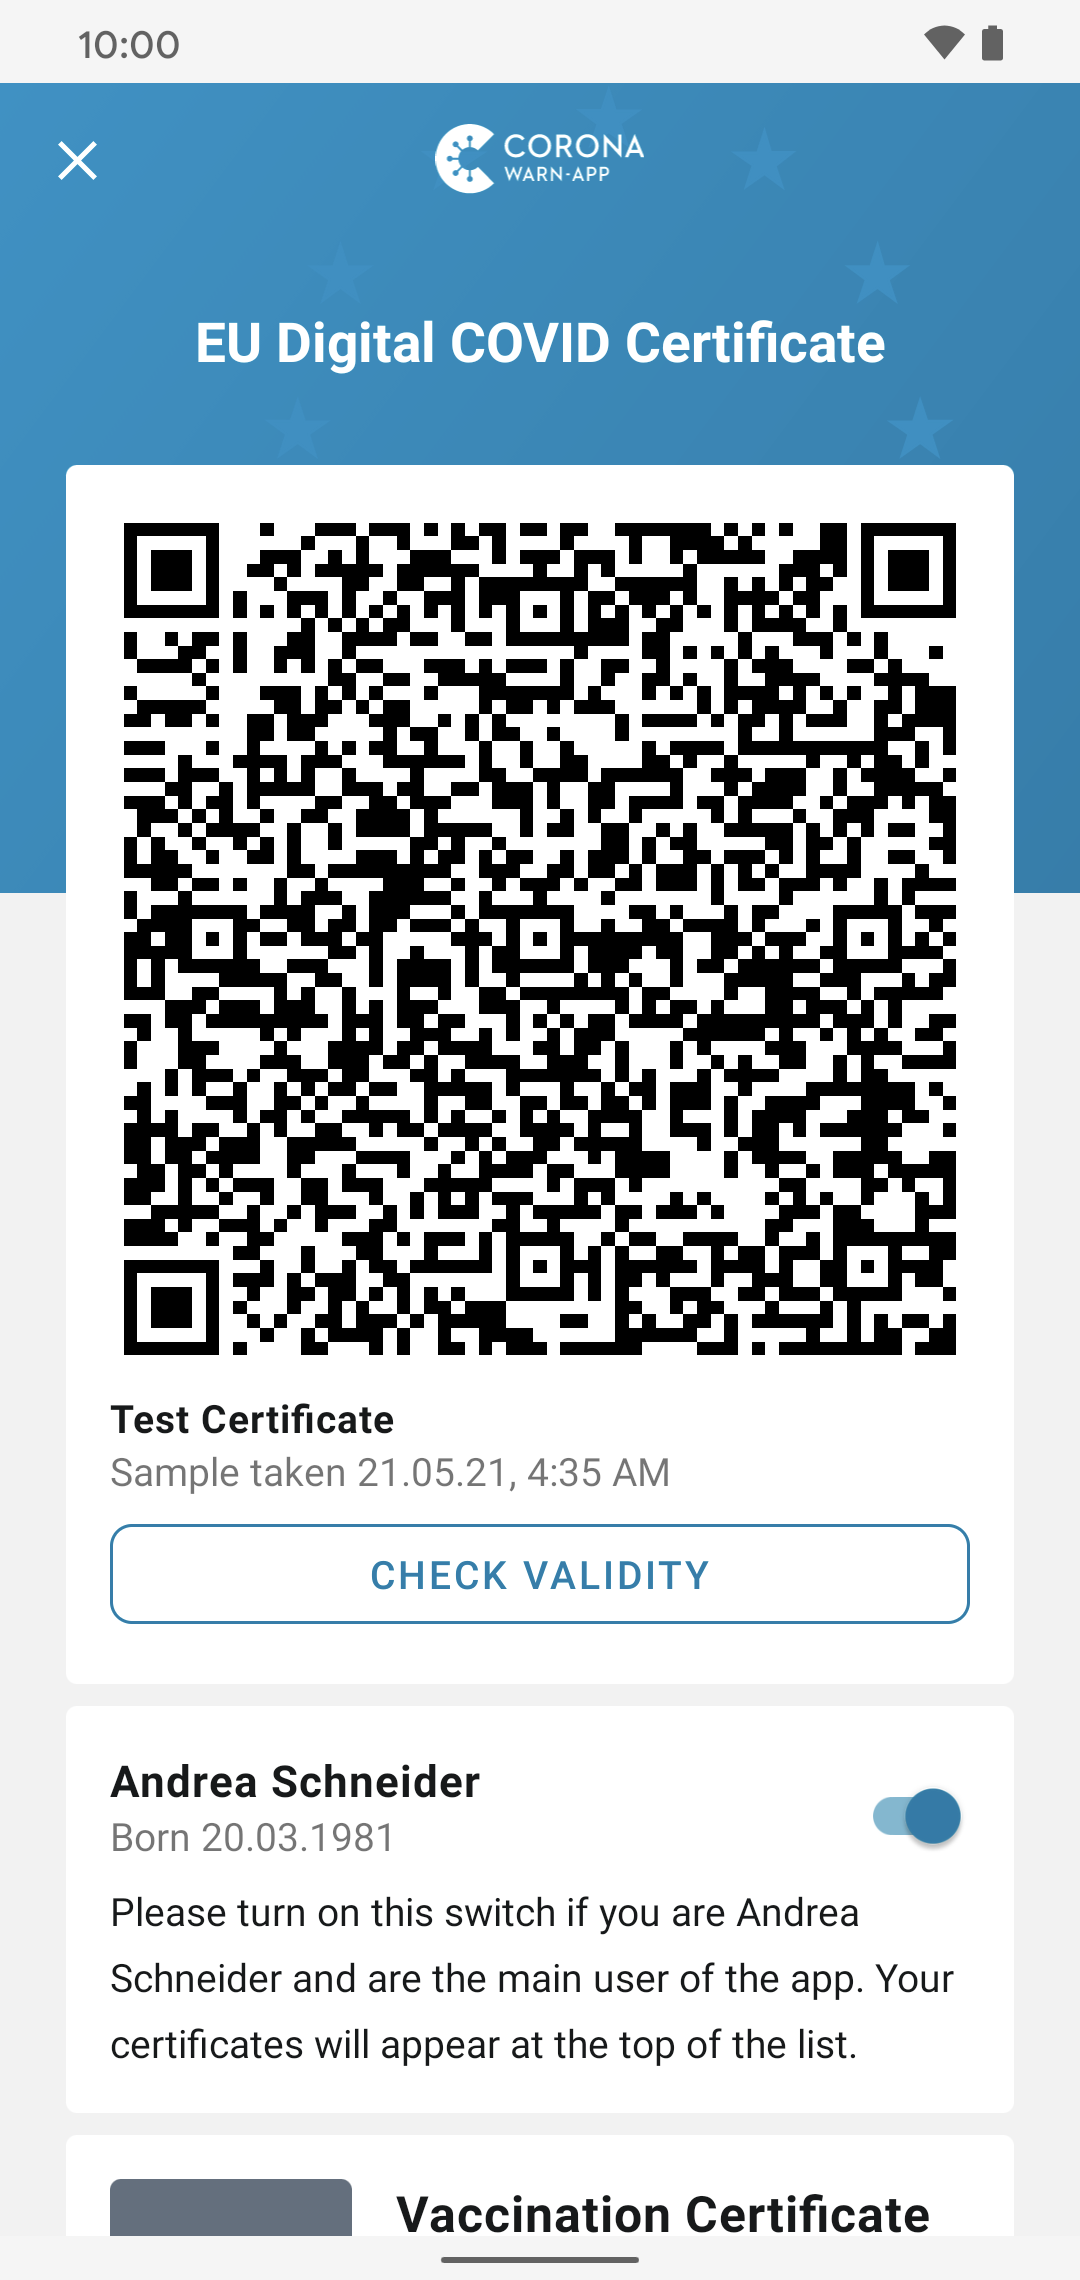 10:00
CORONA
WARN-APP
EU Digital COVID Certificate
Test Certificate
Sample taken 21.05.21, 4:35 AM
CHECK VALIDITY
Andrea Schneider
Born 20.03.1981
Please turn on this switch if you are Andrea
Schneider and are the main user of the app. Your
certificates will appear at the top of the list.
Vaccination Certificate